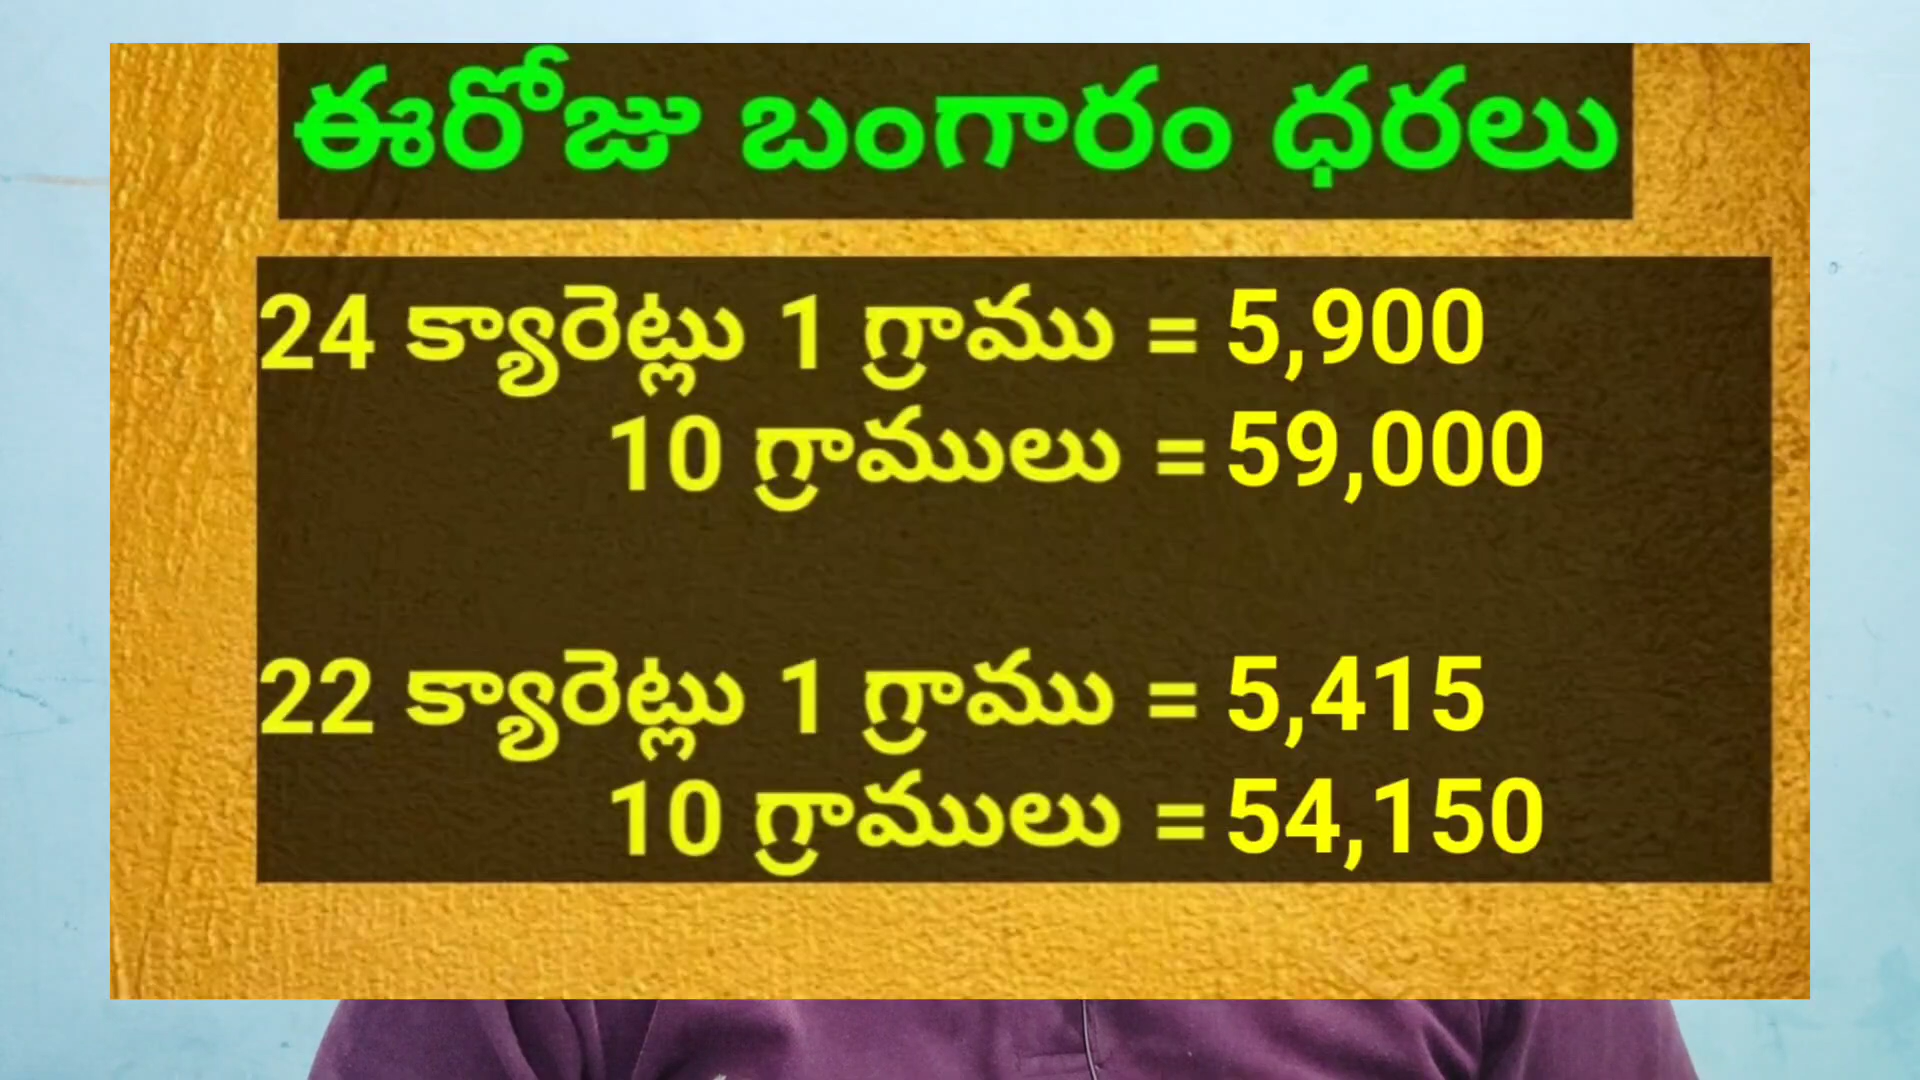 ఈరోజు బంగారం ధరలు
24 క్యారెట్లు 1 గ్రాము = 5,900
10 గ్రాములు = 59,000
22 క్యారెట్లు 1 గ్రాము = 5,415
10 గ్రాములు = 54,150